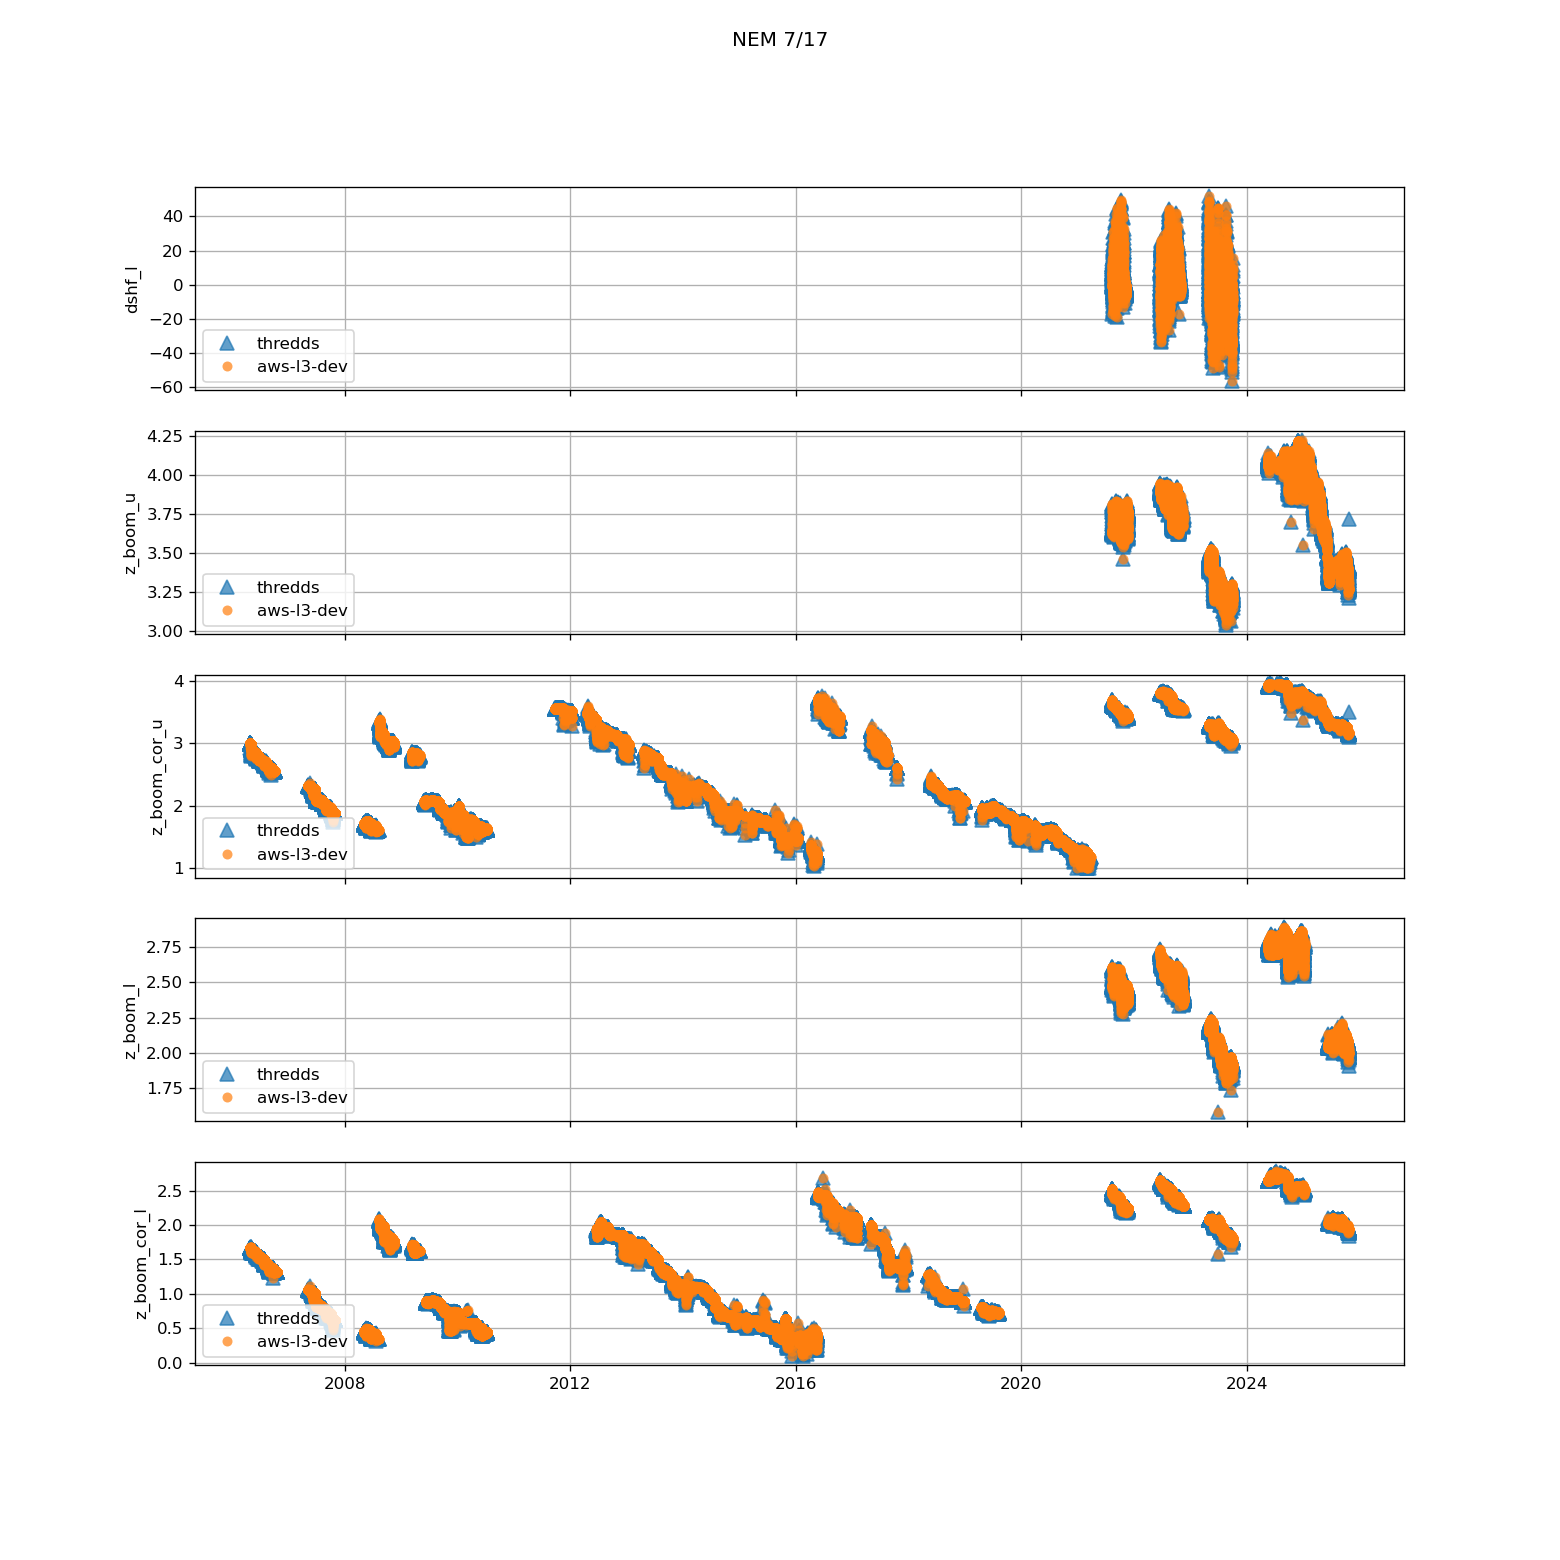 NEM 7/17
40
20
0
−20
−40
−60
dshf_l
thredds
aws-l3-dev
4.25
4.00
3.75
3.50
3.25
3.00
z_boom_u
thredds
aws-l3-dev
4
3
2
1
z_boom_cor_u
thredds
aws-l3-dev
2.75
2.50
2.25
2.00
1.75
z_boom_l
thredds
aws-l3-dev
2.5
2.0
1.5
1.0
0.5
0.0
z_boom_cor_l
thredds
aws-l3-dev
2008 2012 2016 2020 2024